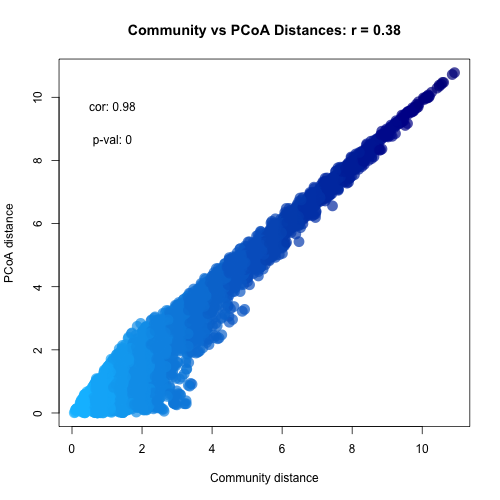 Community vs PCoA Distances: r = 0.38
cor: 0.98
p-val: 0
PCoA distance
0
2
4
6
8
10
0 2 4 6 8 10
Community distance